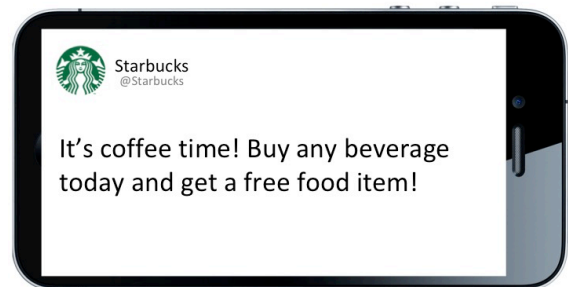 Starbucks
@Starbucks
It's coffee time! Buy any beverage
today and get a free food item!